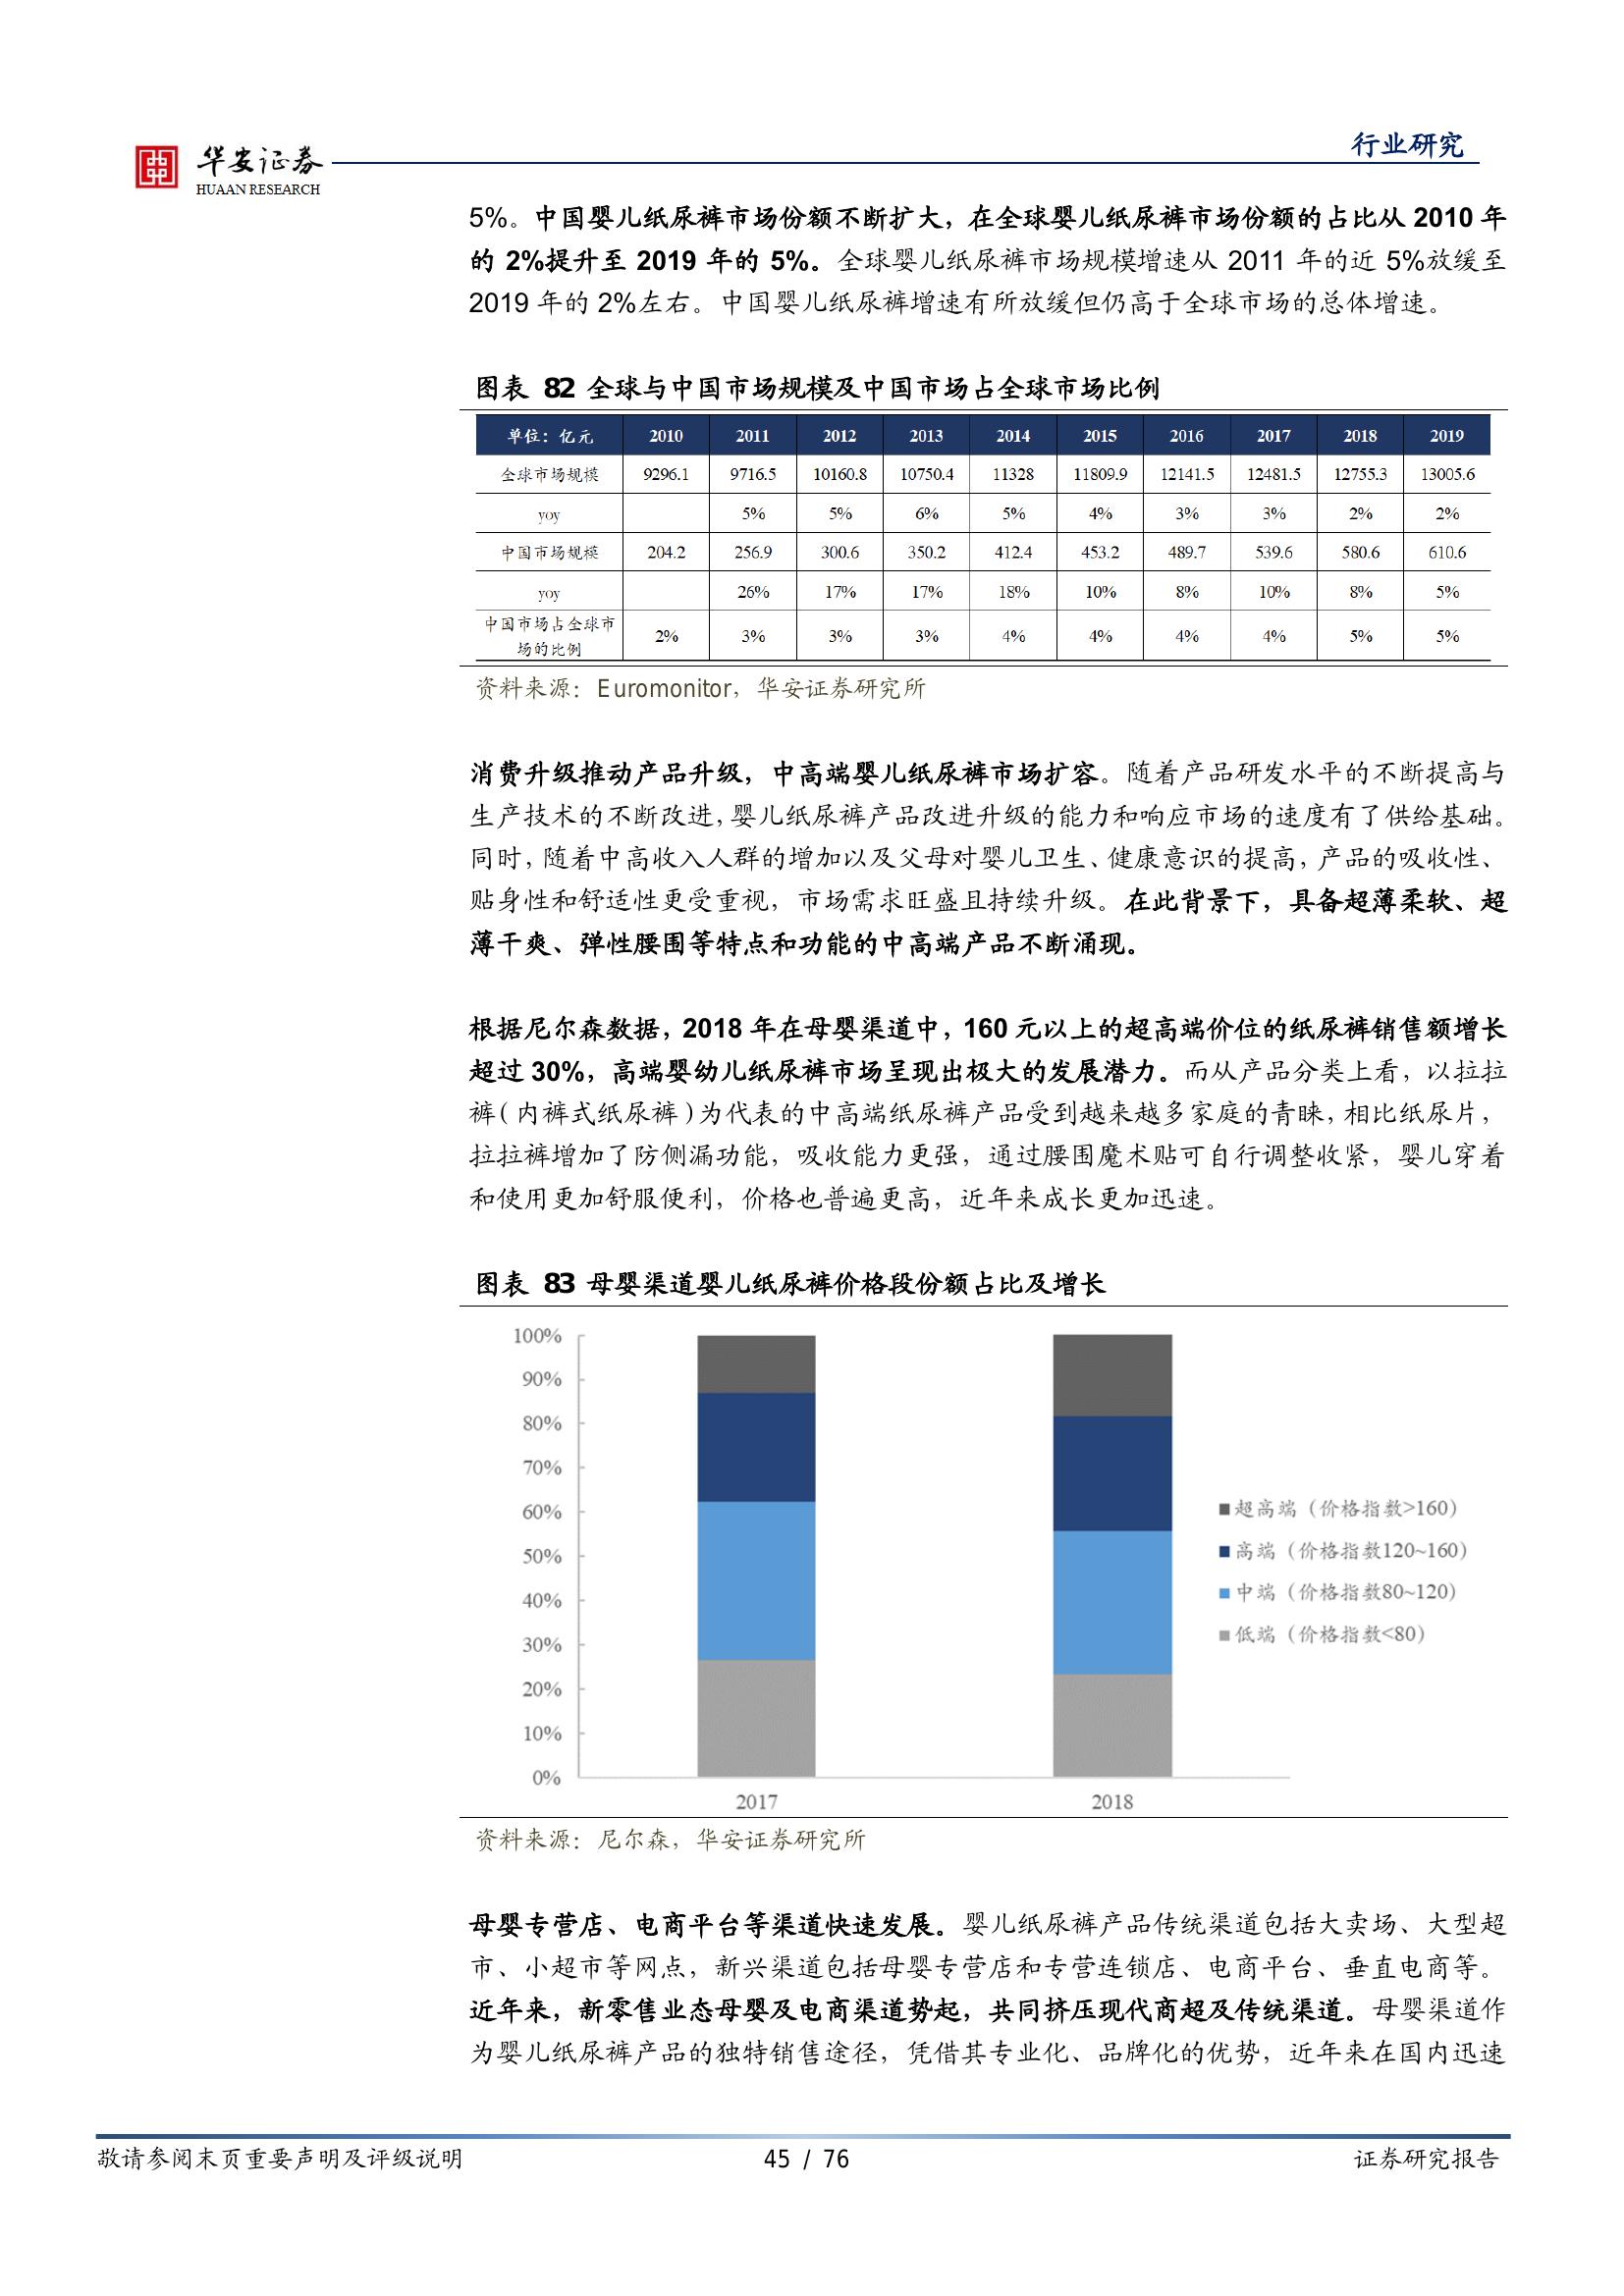 华安证券
HUAAN RESEARCH
行业研究
5%。中国婴儿纸尿裤市场份额不断扩大，在全球婴儿纸尿裤市场份额的占比从 2010 年
的 2%提升至 2019 年的 5%。全球婴儿纸尿裤市场规模增速从 2011 年的近 5%放缓至
2019 年的 2%左右。中国婴儿纸尿裤增速有所放缓但仍高于全球市场的总体增速。
图表 82 全球与中国市场规模及中国市场占全球市场比例
单位：亿元 2010 2011 2012 2013 2014 2015 2016 2017 2018 2019
全球市场规模 9296.1 9716.5 10160.8 10750.4 11328 11809.9 12141.5 12481.5 12755.3 13005.6
yoy 5% 5% 6% 5% 4% 3% 3% 2% 2%
中国市场规模 204.2 256.9 300.6 350.2 412.4 453.2 489.7 539.6 580.6 610.6
yoy 26% 17% 17% 18% 10% 8% 10% 8% 5%
中国市场占全球市
场的比例 2% 3% 3% 3% 4% 4% 4% 4% 5% 5%
资料来源：Euromonitor，华安证券研究所
消费升级推动产品升级，中高端婴儿纸尿裤市场扩容。随着产品研发水平的不断提高与
生产技术的不断改进，婴儿纸尿裤产品改进升级的能力和响应市场的速度有了供给基础。
同时，随着中高收入人群的增加以及父母对婴儿卫生、健康意识的提高，产品的吸收性、
贴身性和舒适性更受重视，市场需求旺盛且持续升级。在此背景下，具备超薄柔软、超
薄干爽、弹性腰围等特点和功能的中高端产品不断涌现。
根据尼尔森数据，2018 年在母婴渠道中，160 元以上的超高端价位的纸尿裤销售额增长
超过 30%，高端婴幼儿纸尿裤市场呈现出极大的发展潜力。而从产品分类上看，以拉拉
裤（内裤式纸尿裤）为代表的中高端纸尿裤产品受到越来越多家庭的青睐，相比纸尿片，
拉拉裤增加了防侧漏功能，吸收能力更强，通过腰围魔术贴可自行调整收紧，婴儿穿着
和使用更加舒服便利，价格也普遍更高，近年来成长更加迅速。
图表 83 母婴渠道婴儿纸尿裤价格段份额占比及增长
100%
90%
80%
70%
60%
50%
40%
30%
20%
10%
0%
2017 2018
超高端（价格指数>160）
高端（价格指数120~160）
中端（价格指数80~120）
低端（价格指数<80）
资料来源：尼尔森，华安证券研究所
母婴专营店、电商平台等渠道快速发展。婴儿纸尿裤产品传统渠道包括大卖场、大型超
市、小超市等网点，新兴渠道包括母婴专营店和专营连锁店、电商平台、垂直电商等。
近年来，新零售业态母婴及电商渠道势起，共同挤压现代商超及传统渠道。母婴渠道作
为婴儿纸尿裤产品的独特销售途径，凭借其专业化、品牌化的优势，近年来在国内迅速
敬请参阅末页重要声明及评级说明 45 / 76 证券研究报告